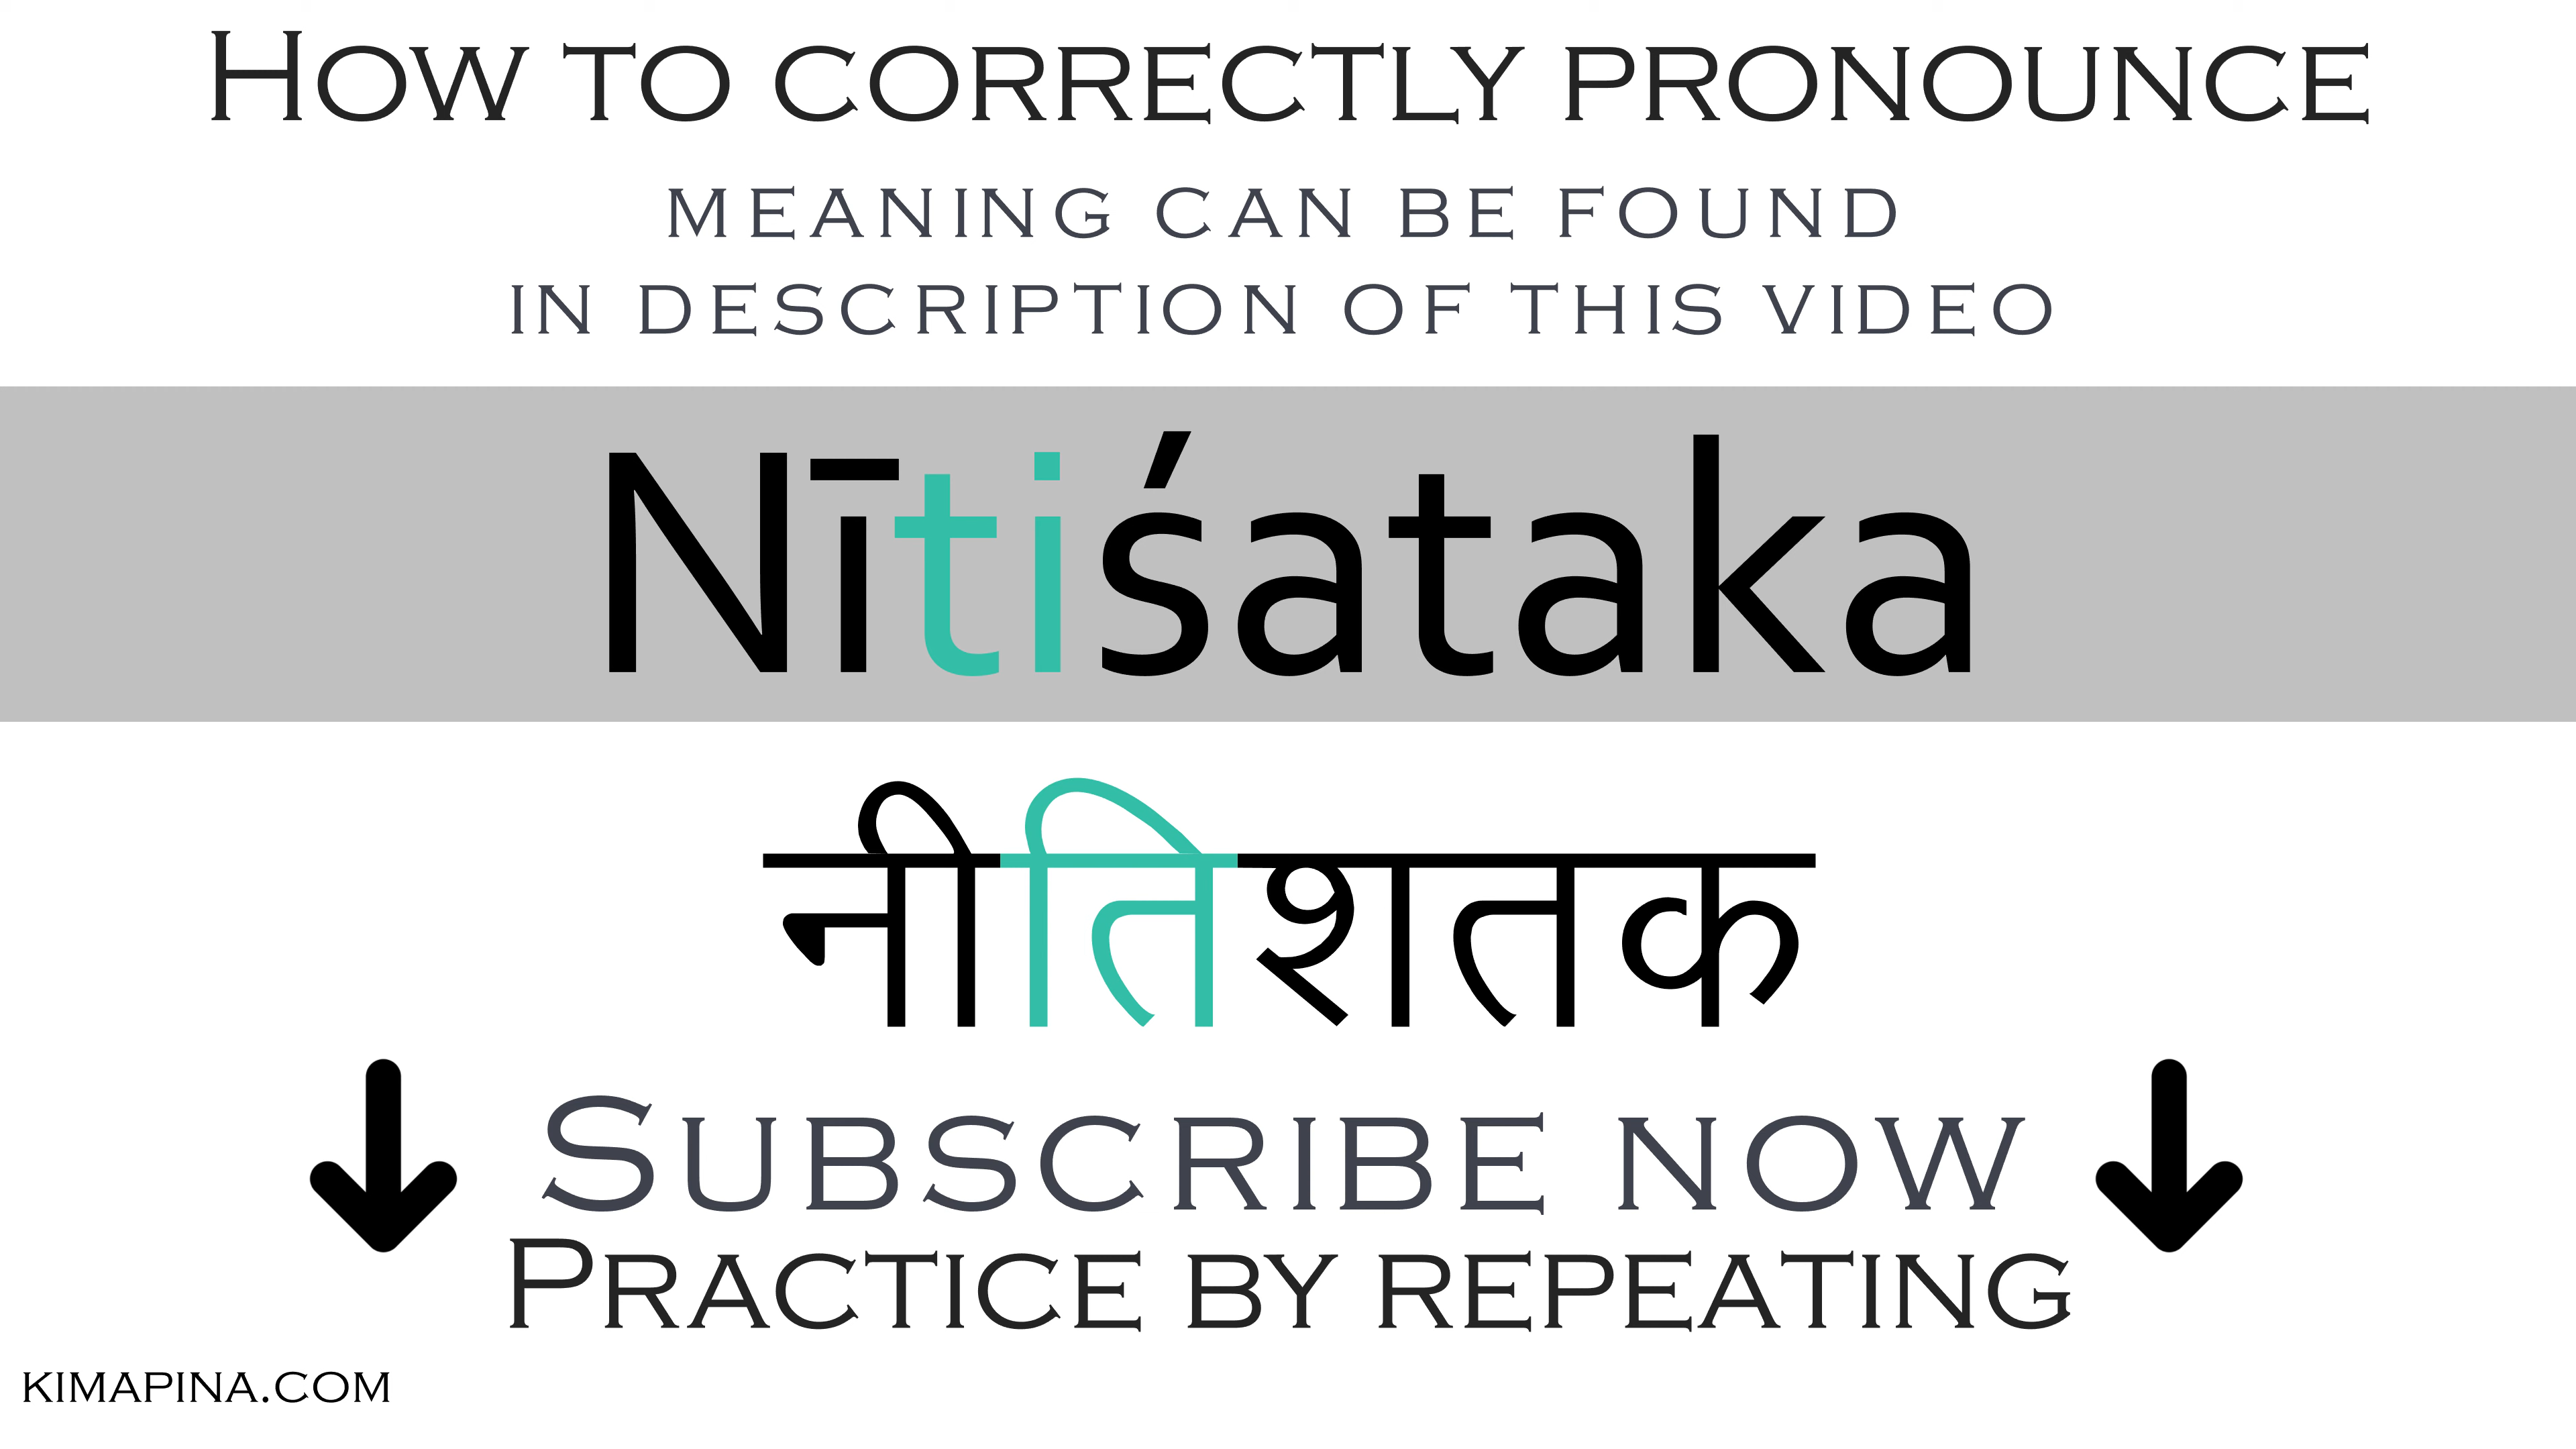 How to correctly pronounce
meaning can be found
in description of this video
Nītiśataka
नीतिशतक
Subscribe now
Practice by repeating
kimapina.com